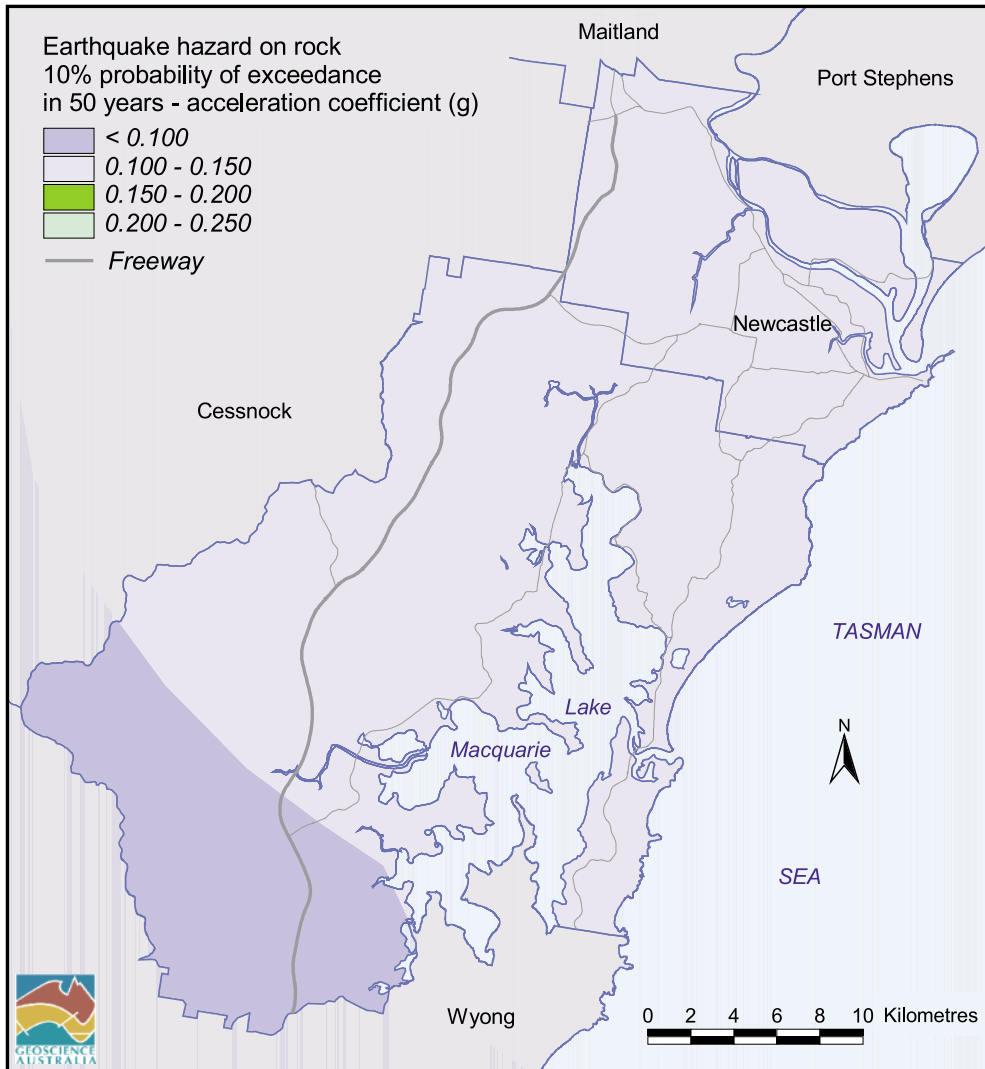 Earthquake hazard on rock
10% probability of exceedance
in 50 years - acceleration coefficient (g)
< 0.100
0.100 - 0.150
0.150 - 0.200
0.200 - 0.250
Freeway
Maitland
Port Stephens
Newcastle
Cessnock
TASMAN
Lake
Macquarie
N
SEA
Wyong
0 2 4 6 8 10 Kilometres
GEOSCIENCE
AUSTRALIA